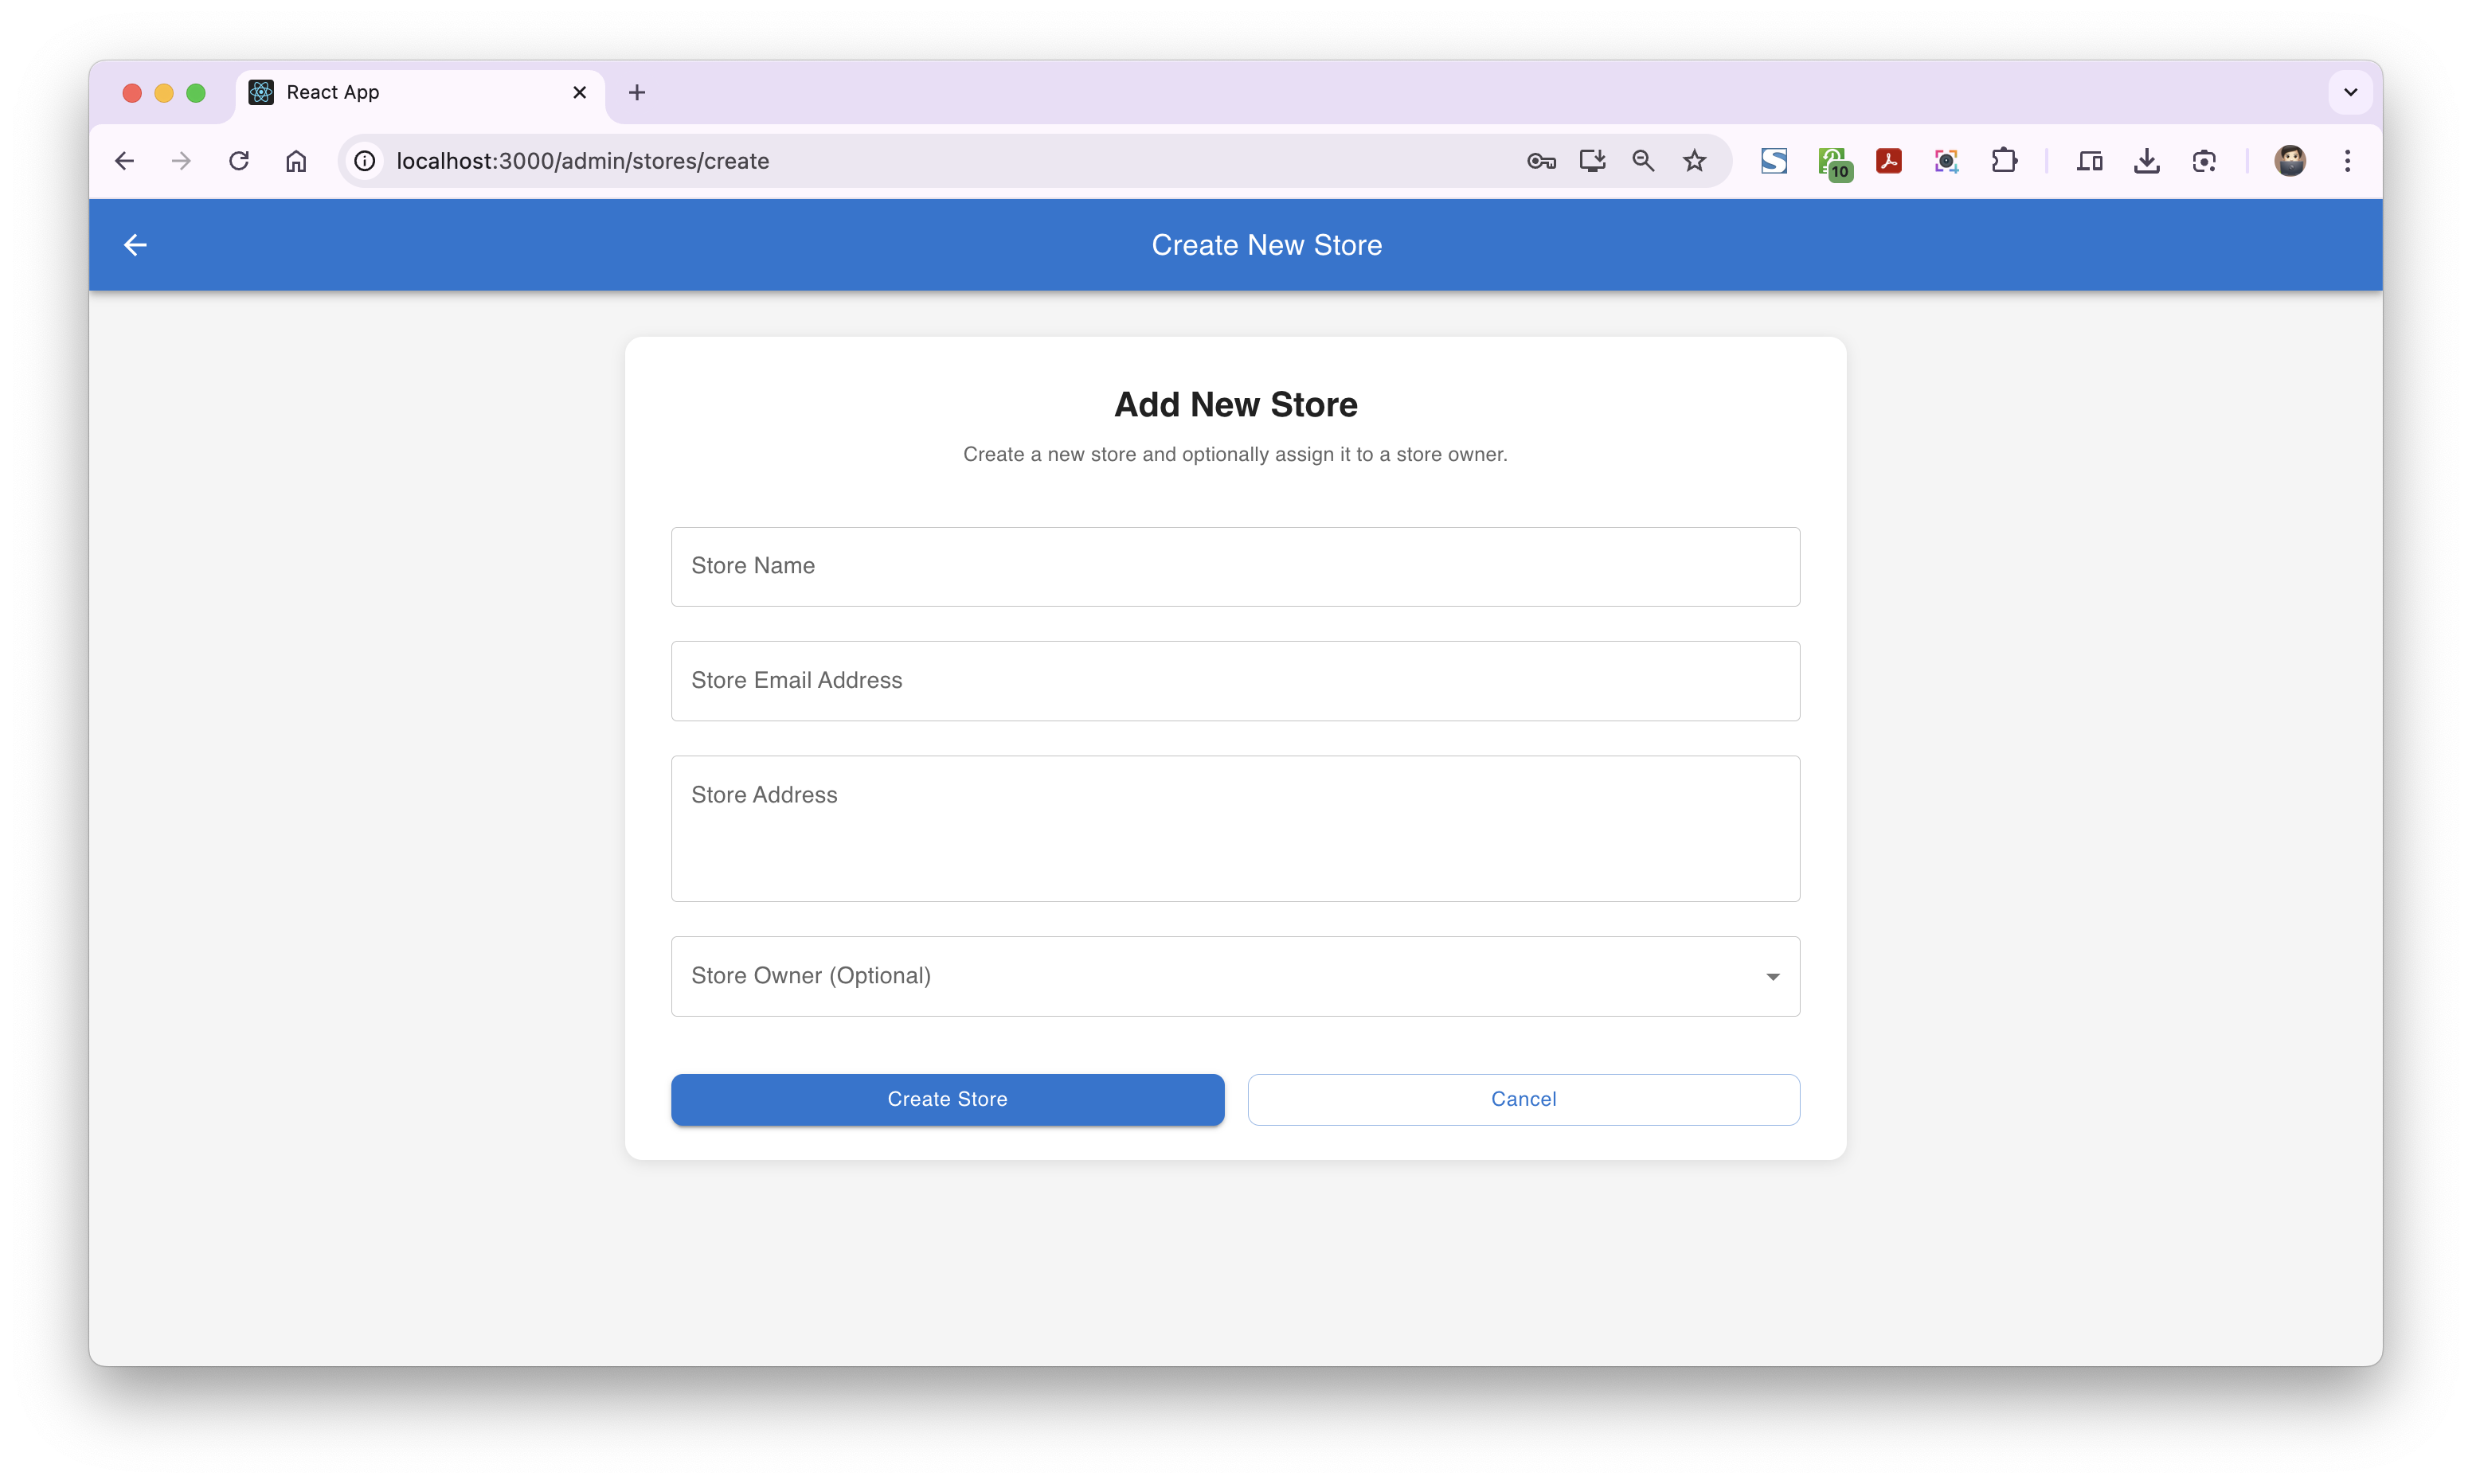 React App
localhost:3000/admin/stores/create
10
Create New Store
Add New Store
Create a new store and optionally assign it to a store owner.
Store Name
Store Email Address
Store Address
Store Owner (Optional)
Create Store
Cancel